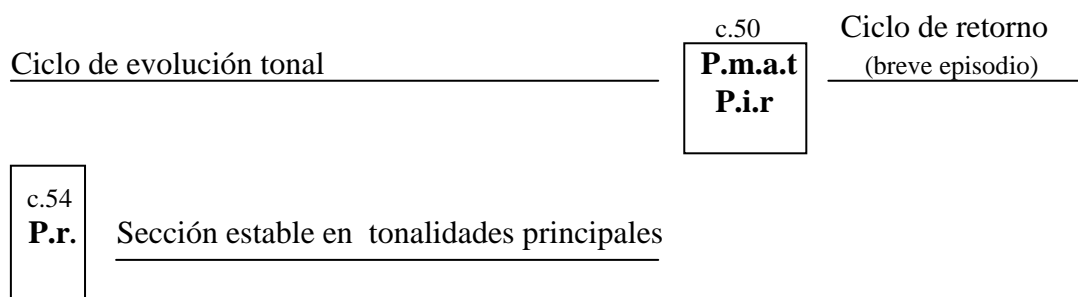 c.50 Ciclo de retorno
Ciclo de evolución tonal P.m.a.t (breve episodio)
P.i.r
c.54
P.r. Sección estable en tonalidades principales